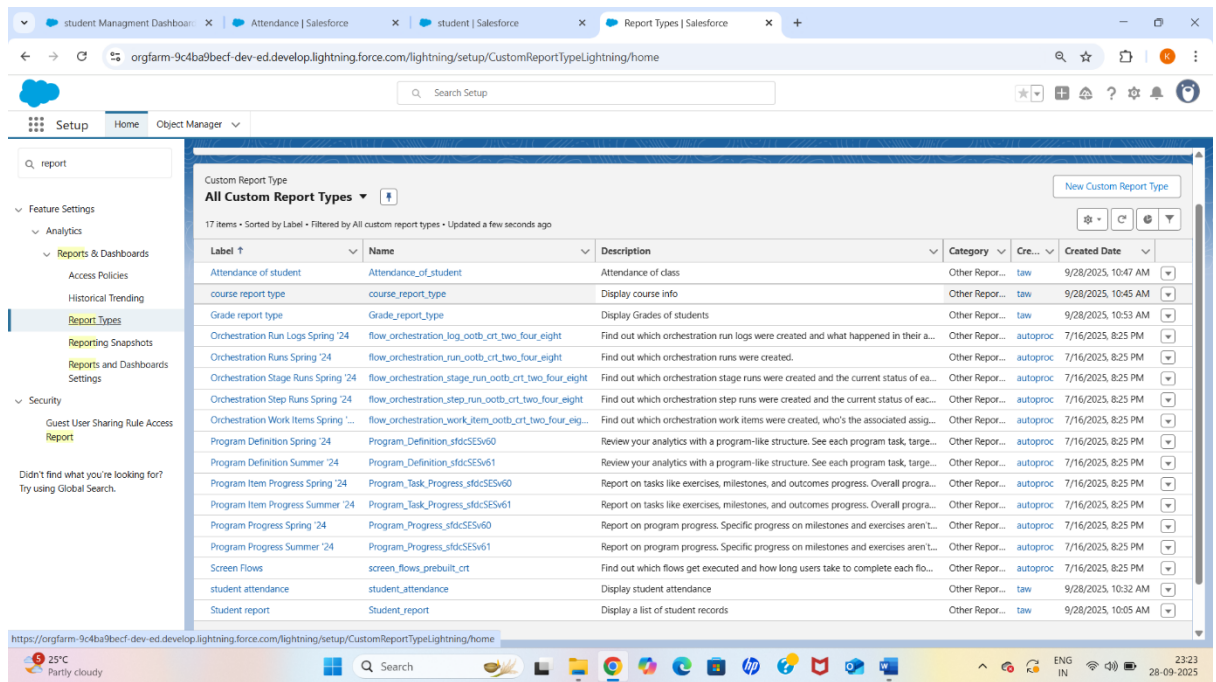 student Managment Dashboar
Attendance | Salesforce
student | Salesforce
Report Types | Salesforce
orgfarm-9c4ba9becf-dev-ed.develop.lightning.force.com/lightning/setup/CustomReportTypeLightning/home
K
Search Setup
Setup Home Object Manager
report
Feature Settings
Analytics
Reports & Dashboards
Access Policies
Historical Trending
Report Types
Reporting Snapshots
Reports and Dashboards
Settings
Security
Guest User Sharing Rule Access
Report
Didn't find what you're looking for?
Try using Global Search.
Custom Report Type
All Custom Report Types
New Custom Report Type
17 items • Sorted by Label • Filtered by All custom report types • Updated a few seconds ago
Label ↑ Name Description Category Cre... Created Date
Attendance of student Attendance_of_student Attendance of class Other Repor... taw 9/28/2025, 10:47 AM
course report type course_report_type Display course info Other Repor... taw 9/28/2025, 10:45 AM
Grade report type Grade_report_type Display Grades of students Other Repor... taw 9/28/2025, 10:53 AM
Orchestration Run Logs Spring '24 flow_orchestration_log_ootb_crt_two_four_eight Find out which orchestration run logs were created and what happened in their a... Other Repor... autoproc 7/16/2025, 8:25 PM
Orchestration Runs Spring '24 flow_orchestration_run_ootb_crt_two_four_eight Find out which orchestration runs were created. Other Repor... autoproc 7/16/2025, 8:25 PM
Orchestration Stage Runs Spring '24 flow_orchestration_stage_run_ootb_crt_two_four_eight Find out which orchestration stage runs were created and the current status of ea... Other Repor... autoproc 7/16/2025, 8:25 PM
Orchestration Step Runs Spring '24 flow_orchestration_step_run_ootb_crt_two_four_eight Find out which orchestration step runs were created and the current status of eac... Other Repor... autoproc 7/16/2025, 8:25 PM
Orchestration Work Items Spring '... flow_orchestration_work_item_ootb_crt_two_four_eig... Find out which orchestration work items were created, who's the associated assig... Other Repor... autoproc 7/16/2025, 8:25 PM
Program Definition Spring '24 Program_Definition_sfdcSESv60 Review your analytics with a program-like structure. See each program task, targe... Other Repor... autoproc 7/16/2025, 8:25 PM
Program Definition Summer '24 Program_Definition_sfdcSESv61 Review your analytics with a program-like structure. See each program task, targe... Other Repor... autoproc 7/16/2025, 8:25 PM
Program Item Progress Spring '24 Program_Task_Progress_sfdcSESv60 Report on tasks like exercises, milestones, and outcomes progress. Overall progra... Other Repor... autoproc 7/16/2025, 8:25 PM
Program Item Progress Summer '24 Program_Task_Progress_sfdcSESv61 Report on tasks like exercises, milestones, and outcomes progress. Overall progra... Other Repor... autoproc 7/16/2025, 8:25 PM
Program Progress Spring '24 Program_Progress_sfdcSESv60 Report on program progress. Specific progress on milestones and exercises aren't... Other Repor... autoproc 7/16/2025, 8:25 PM
Program Progress Summer '24 Program_Progress_sfdcSESv61 Report on program progress. Specific progress on milestones and exercises aren't... Other Repor... autoproc 7/16/2025, 8:25 PM
Screen Flows screen_flows_prebuilt_crt Find out which flows get executed and how long users take to complete each flo... Other Repor... autoproc 7/16/2025, 8:25 PM
student attendance student_attendance Display student attendance Other Repor... taw 9/28/2025, 10:32 AM
Student report Student_report Display a list of student records Other Repor... taw 9/28/2025, 10:05 AM
https://orgfarm-9c4ba9becf-dev-ed.develop.lightning.force.com/lightning/setup/CustomReportTypeLightning/home
5
25°C
Partly cloudy
Search
ENG
IN
23:23
28-09-2025